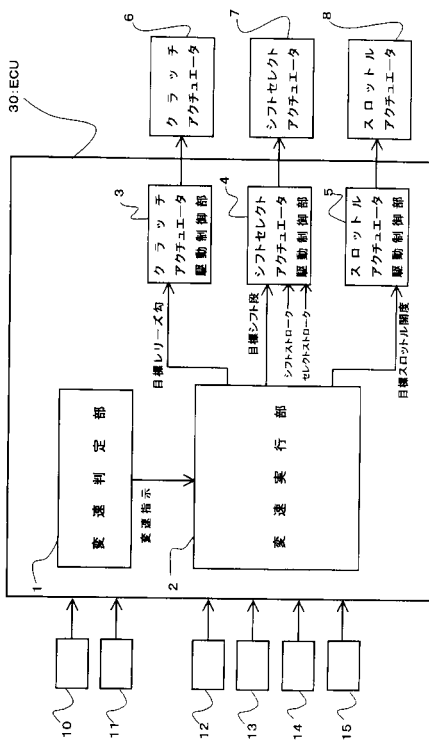 30:ECU
1
変速判定部
変速指示
2
変速実行部
目標レリーズ勾
目標シフト段
シフトストローク
セレクトストローク
目標スロットル開度
3
クラッチ
アクチュエータ
駆動制御部
4
シフトセレクト
アクチュエータ
駆動制御部
5
スロットル
アクチュエータ
駆動制御部
6
クラッチ
アクチュエータ
7
シフトセレクト
アクチュエータ
8
スロットル
アクチュエータ
10
11
12
13
14
15